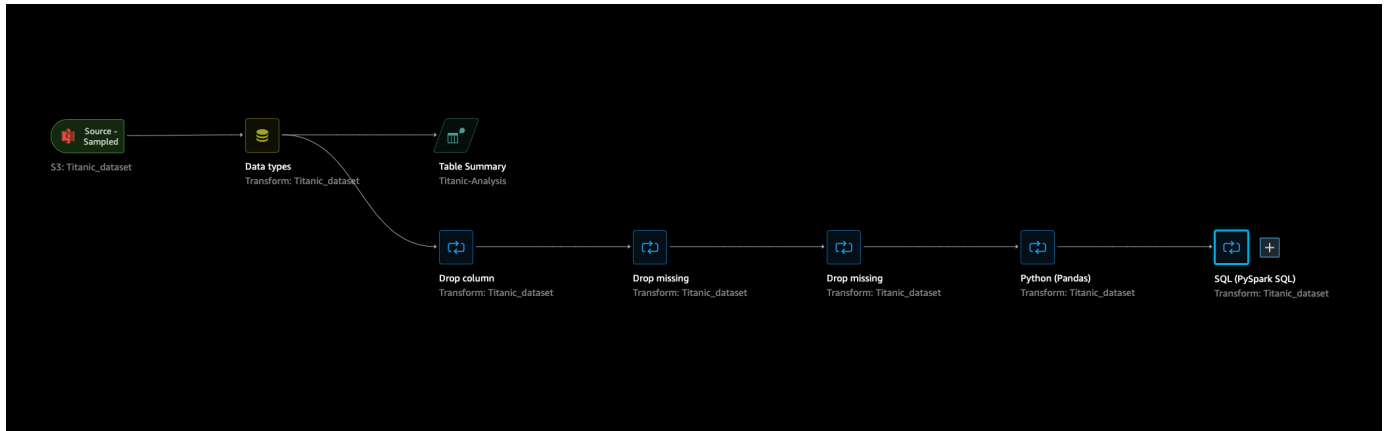 Source -
Sampled
S3: Titanic_dataset
Data types
Transform: Titanic_dataset
Table Summary
Titanic-Analysis
Drop column
Transform: Titanic_dataset
Drop missing
Transform: Titanic_dataset
Drop missing
Transform: Titanic_dataset
Python (Pandas)
Transform: Titanic_dataset
SQL (PySpark SQL)
Transform: Titanic_dataset